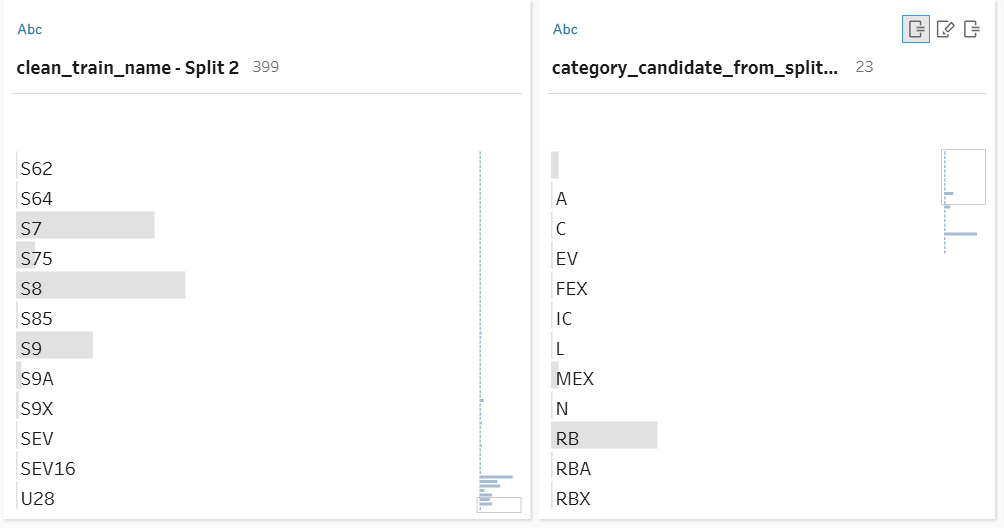 Abc
clean_train_name - Split 2 399
S62
S64
S7
S75
S8
S85
S9
S9A
S9X
SEV
SEV16
U28
Abc
category_candidate_from_split... 23
A
C
EV
FEX
IC
L
MEX
N
RB
RBA
RBX